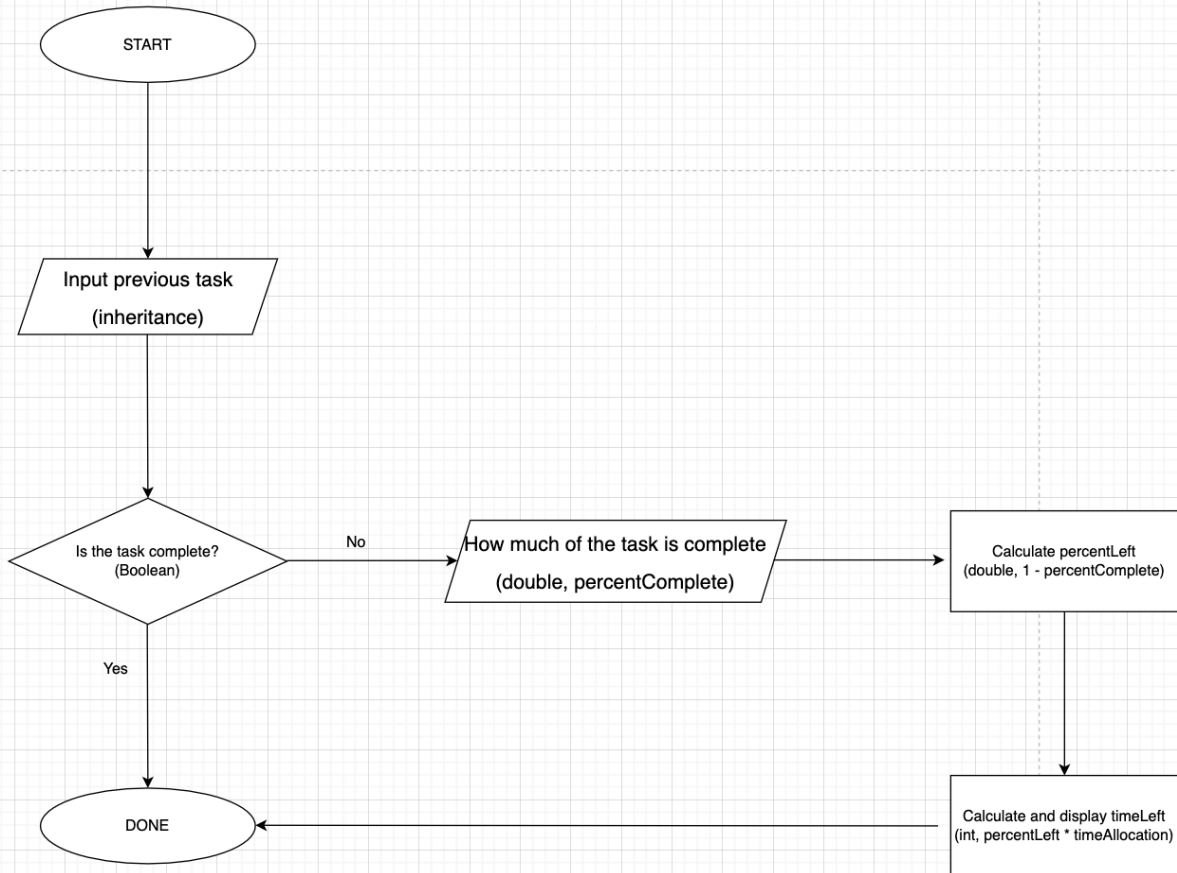 START
Input previous task
(inheritance)
Is the task complete?
(Boolean)
No
How much of the task is complete
(double, percentComplete)
Calculate percentLeft
(double, 1 - percentComplete)
Yes
DONE
Calculate and display timeLeft
(int, percentLeft * timeAllocation)